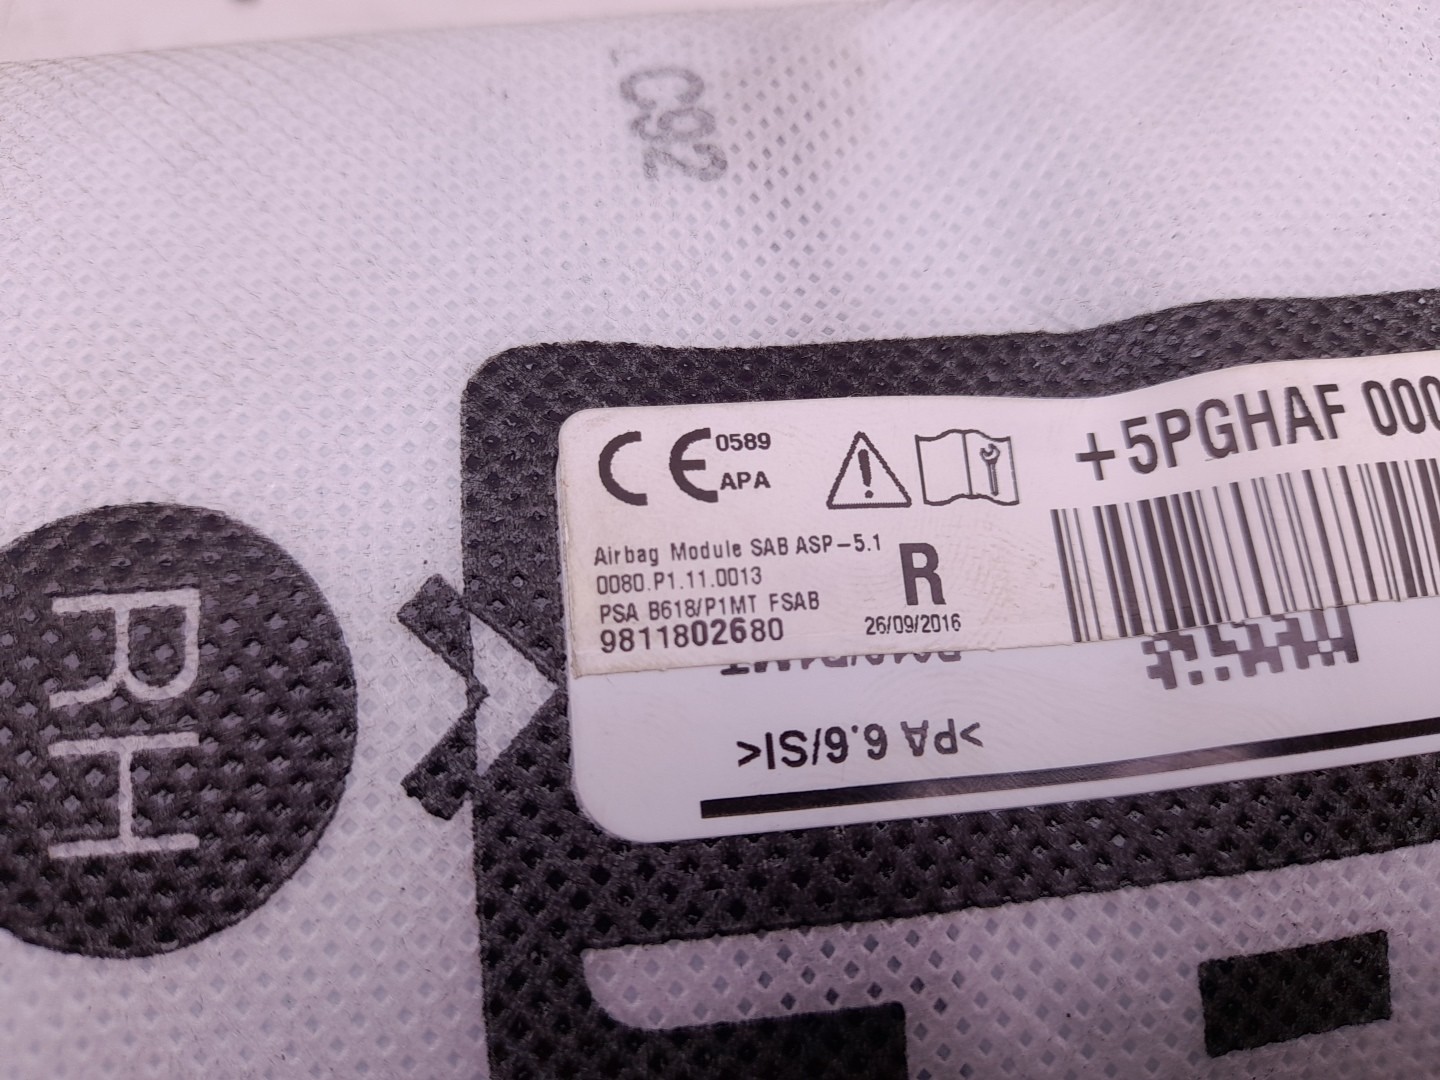 C92
RH
CE 0589
APA
+5PGHAF 000
Airbag Module SAB ASP-5.1
0080.P1.11.0013
PSA B618/P1MT FSAB
9811802680
R
26/09/2016
>PA 6.6/SI<